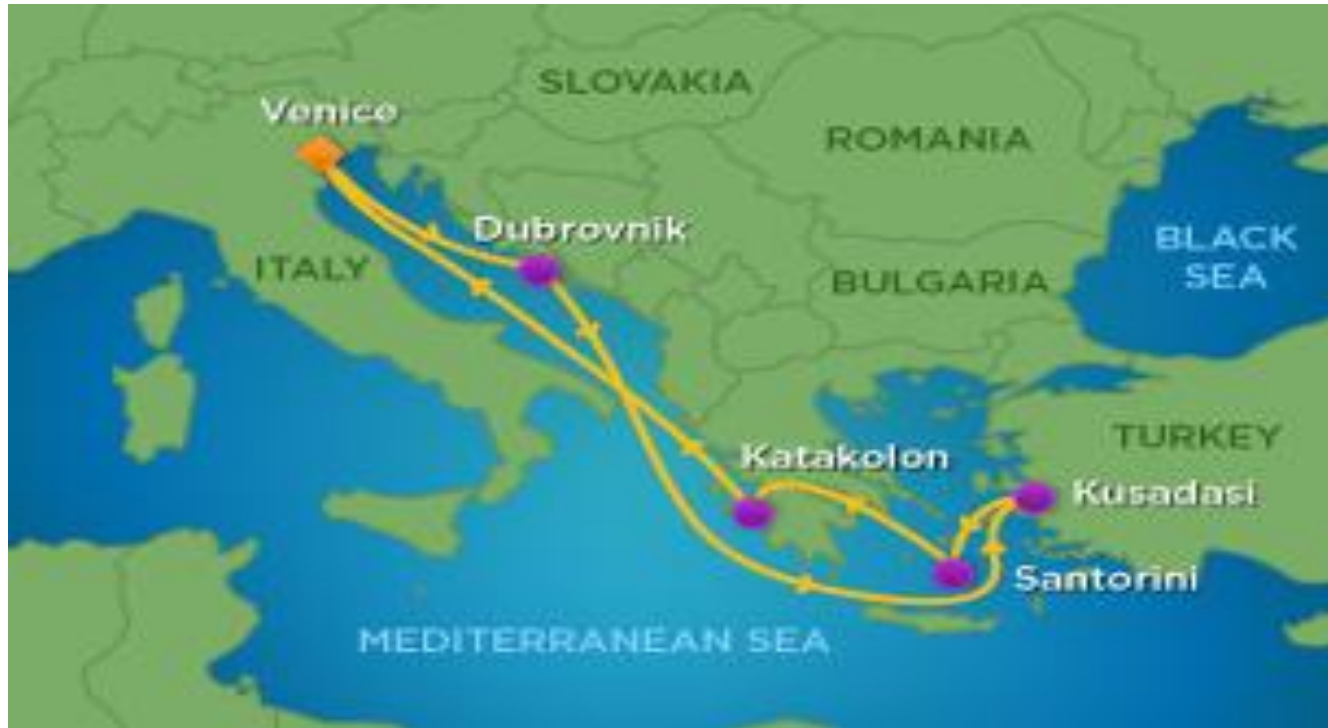 SLOVAKIA
Venice
ROMANIA
Dubrovnik
BLACK
SEA
ITALY
BULGARIA
TURKEY
Katakolon
Kusadasi
Santorini
MEDITERRANEAN SEA